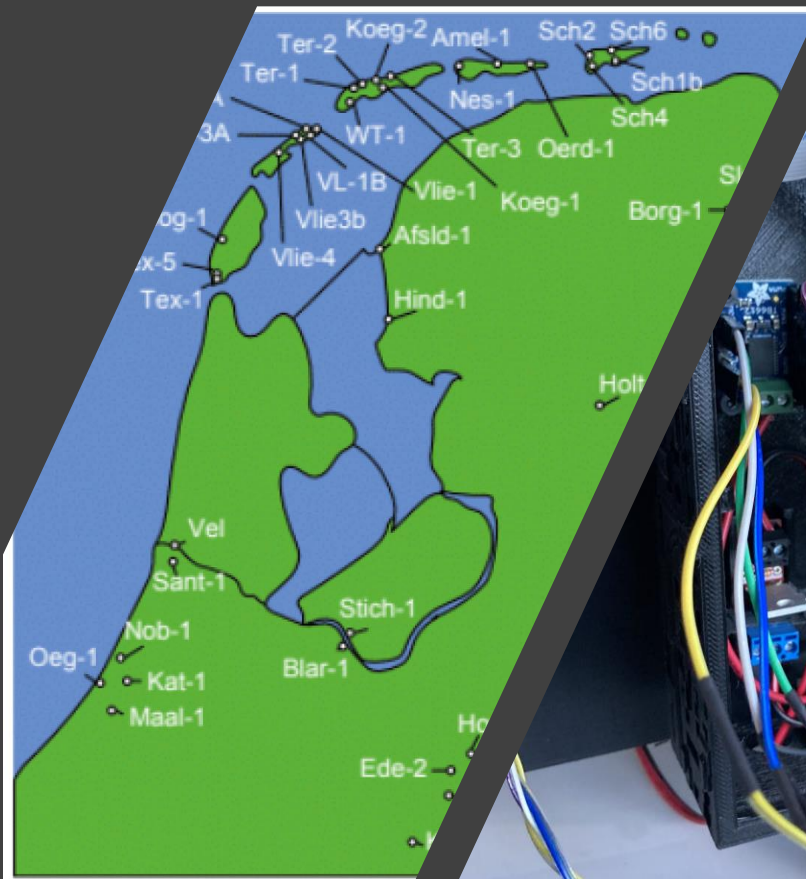 Koeg-2
Sch2
Sch6
Ter-2
Amel-1
Ter-1
Sch1b
Nes-1
Sch4
A
3A
WT-1
Ter-3
Oerd-1
VL-1B
Vlie-1
Koeg-1
Borg-1
og-1
Vlie3b
Afsld-1
ex-5
Vlie-4
Tex-1
Hind-1
Holt
Vel
Sant-1
Stich-1
Nob-1
Oeg-1
Blar-1
Kat-1
Maal-1
Ho
Ede-2